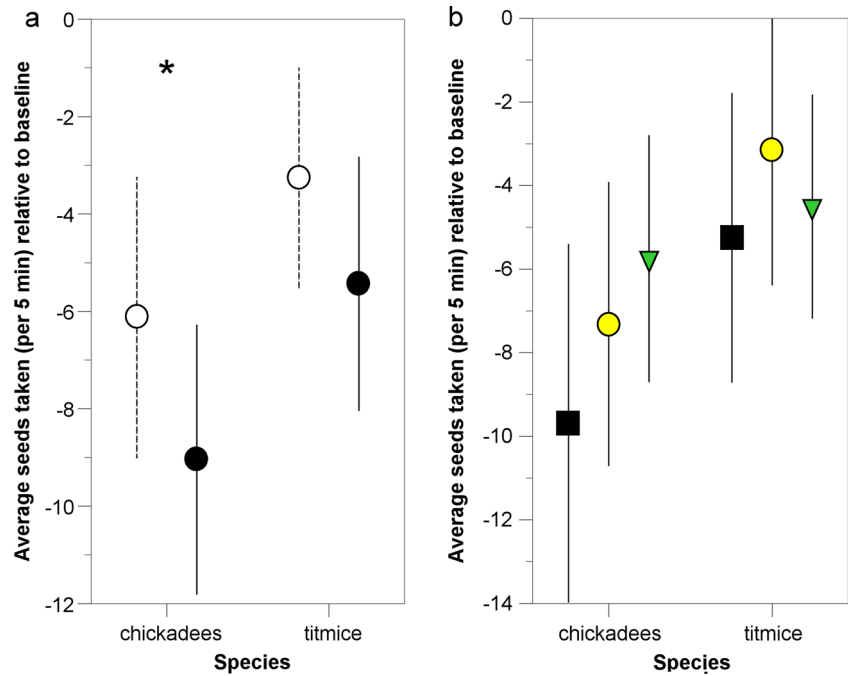 a
*
Average seeds taken (per 5 min) relative to baseline
0
-2
-4
-6
-8
-10
-12
chickadees
titmice
Species
b
Average seeds taken (per 5 min) relative to baseline
0
-2
-4
-6
-8
-10
-12
-14
chickadees
titmice
Species